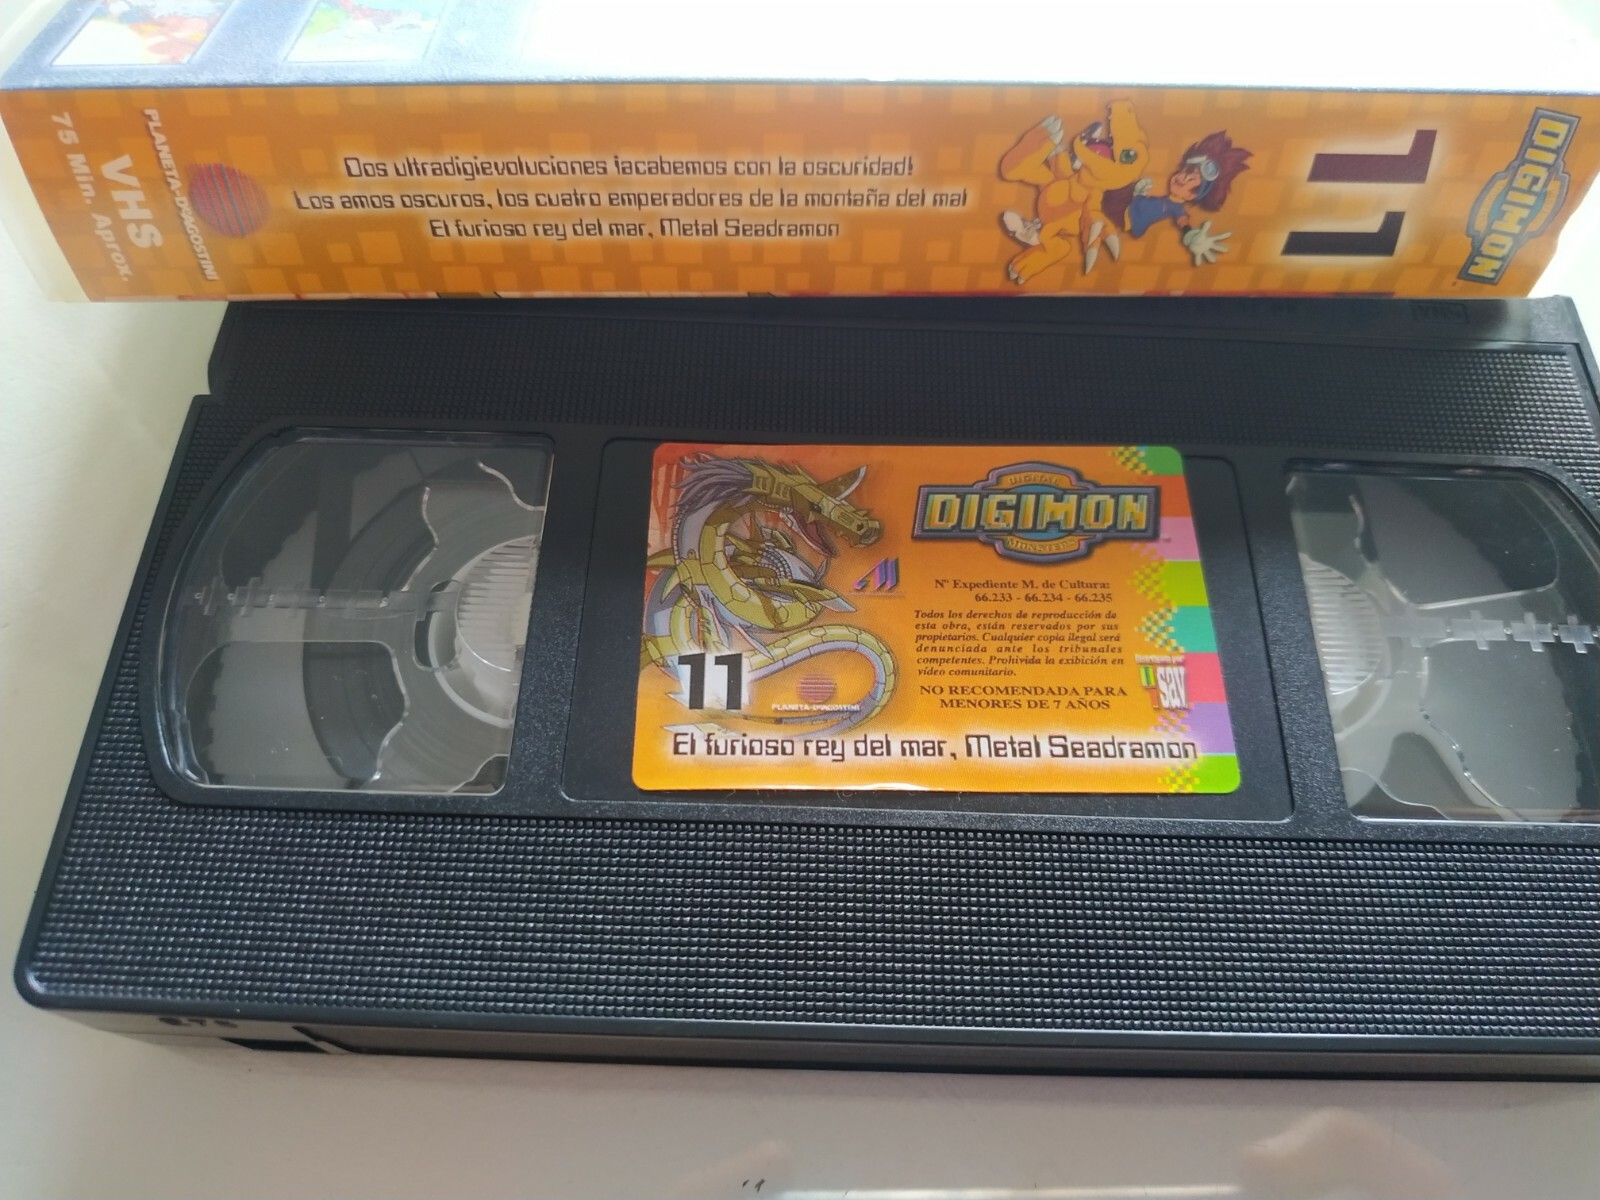 PLANETA-DeAGOSTINI
VHS
75 Min. Aprox.
Dos ultradigievoluciones ¡acabemos con la oscuridad!
Los amos oscuros, los cuatro emperadores de la montaña del mal
El furioso rey del mar, Metal Seadramon
11
DIGIMON
DIGITAL
DIGIMON
MONSTERS
Nº Expediente M. de Cultura:
66.233 - 66.234 - 66.235
Todos los derechos de reproducción de
esta obra, están reservados por sus
propietarios. Cualquier copia ilegal será
denunciada ante los tribunales
competentes. Prohivida la exibición en
vídeo comunitario.
NO RECOMENDADA PARA
MENORES DE 7 AÑOS
11
PLANETA-DeAGOSTINI
sav
El furioso rey del mar, Metal Seadramon